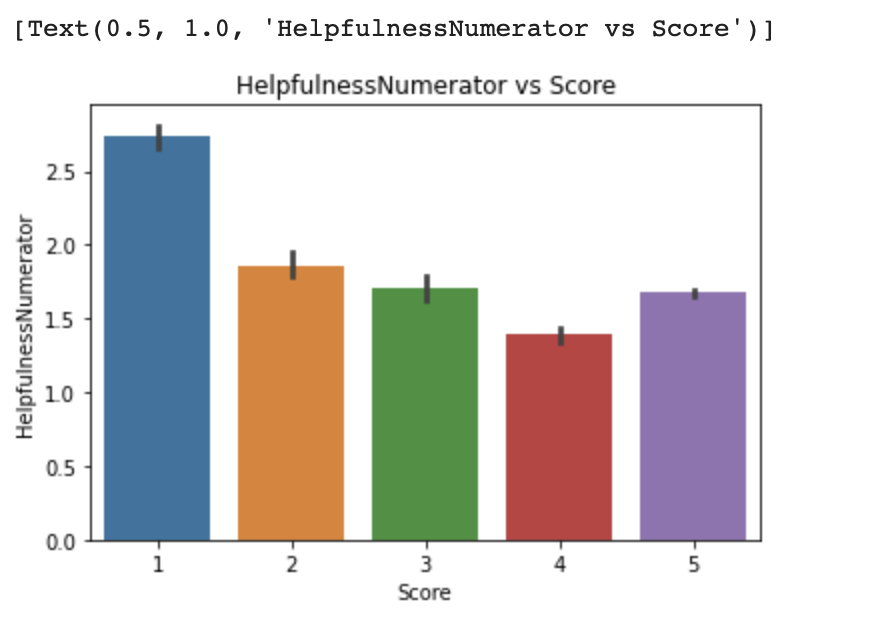 [Text(0.5, 1.0, 'HelpfulnessNumerator vs Score')]
HelpfulnessNumerator vs Score
HelpfulnessNumerator
2.5
2.0
1.5
1.0
0.5
0.0
1 2 3 4 5
Score